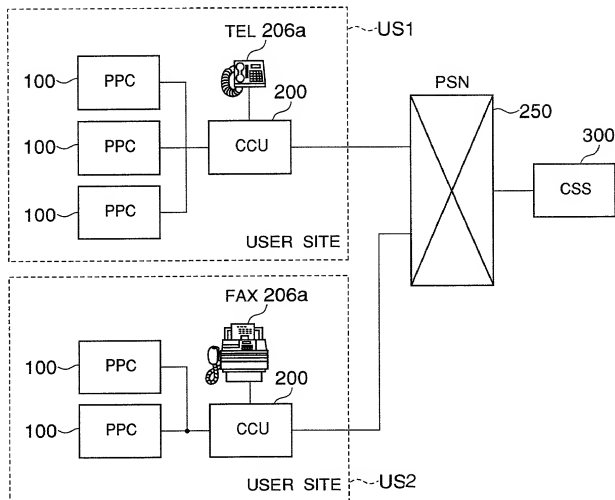 TEL 206a
US1
100
PPC
200
PSN
250
100
PPC
CCU
300
CSS
100
PPC
USER SITE
FAX 206a
100
PPC
200
100
PPC
CCU
USER SITE
US2